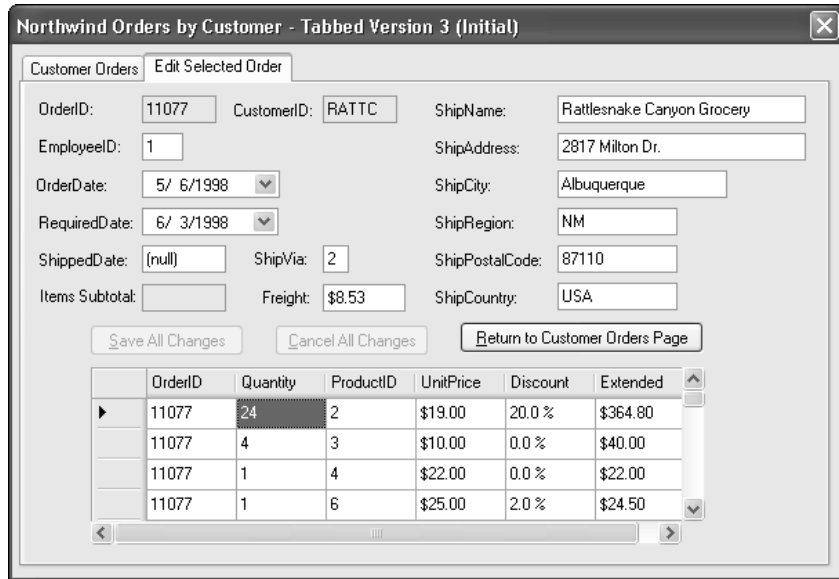 Northwind Orders by Customer - Tabbed Version 3 (Initial)
Customer Orders Edit Selected Order
OrderID: 11077 CustomerID: RATTC ShipName: Rattlesnake Canyon Grocery
EmployeeID: 1 ShipAddress: 2817 Milton Dr.
OrderDate: 5/ 6/1998 ShipCity: Albuquerque
RequiredDate: 6/ 3/1998 ShipRegion: NM
ShippedDate: (null) ShipVia: 2 ShipPostalCode: 87110
Items Subtotal: Freight: $8.53 ShipCountry: USA
Save All Changes Cancel All Changes Return to Customer Orders Page
OrderID Quantity ProductID UnitPrice Discount Extended
11077 24 2 $19.00 20.0 % $364.80
11077 4 3 $10.00 0.0 % $40.00
11077 1 4 $22.00 0.0 % $22.00
11077 1 6 $25.00 2.0 % $24.50